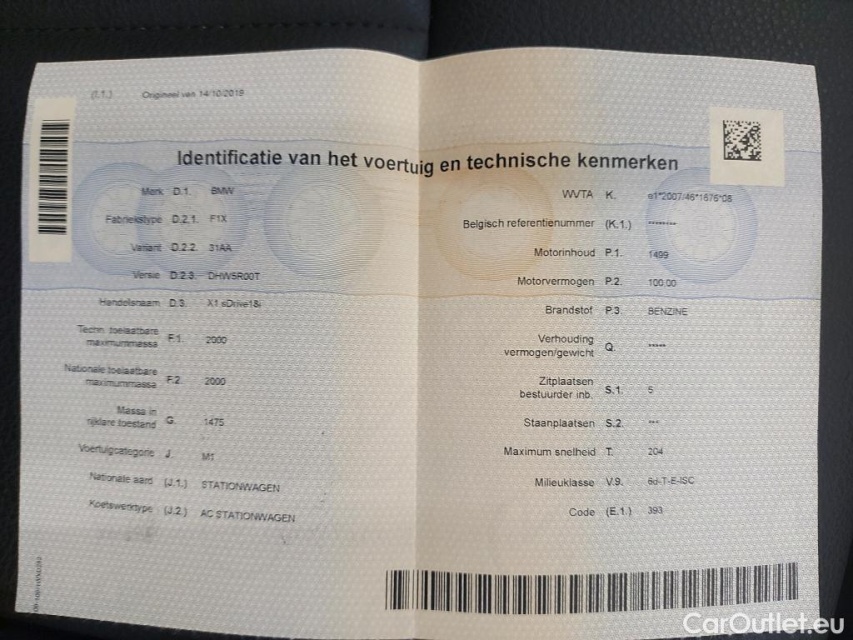 (I.1.) Origineel van 14/10/2019
Identificatie van het voertuig en technische kenmerken
Merk D.1. BMW
Fabriekstype D.2.1. F1X
Variant D.2.2. 31AA
Versie D.2.3. DHW5R00T
Handelsnaam D.3. X1 sDrive18i
Techn. toelaatbare
maximummassa F.1. 2000
Nationale toelaatbare
maximummassa F.2. 2000
Massa in
rijklare toestand G. 1475
Voertuigcategorie J. M1
Nationale aard (J.1.) STATIONWAGEN
Koetswerktype (J.2.) AC STATIONWAGEN
WVTA K. e1*2007/46*1676*08
Belgisch referentienummer (K.1.) ********
Motorinhoud P.1. 1499
Motorvermogen P.2. 100.00
Brandstof P.3. BENZINE
Verhouding
vermogen/gewicht Q. *****
Zitplaatsen
bestuurder inb. S.1. 5
Staanplaatsen S.2. ***
Maximum snelheid T. 204
Milieuklasse V.9. 6d-T-E-ISC
Code (E.1.) 393
CarOutlet.eu